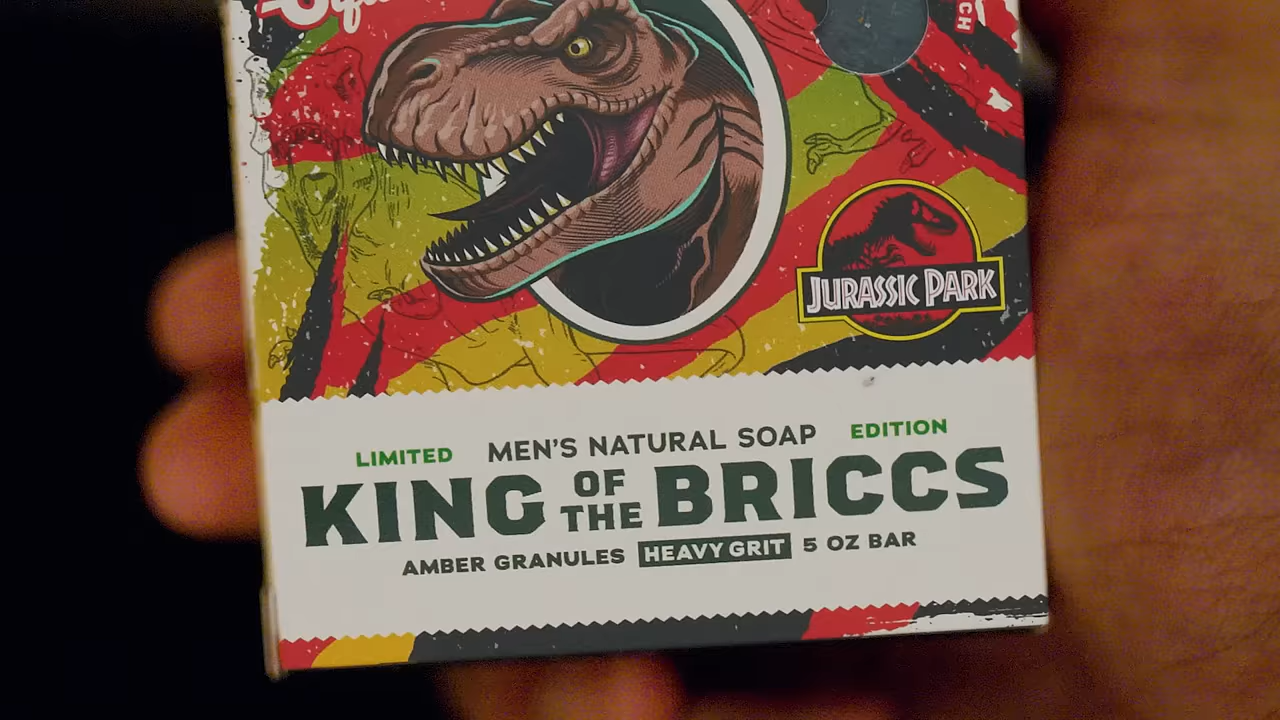 JURASSIC PARK
LIMITED MEN'S NATURAL SOAP EDITION
KING OF THE BRICCS
AMBER GRANULES HEAVY GRIT 5 OZ BAR